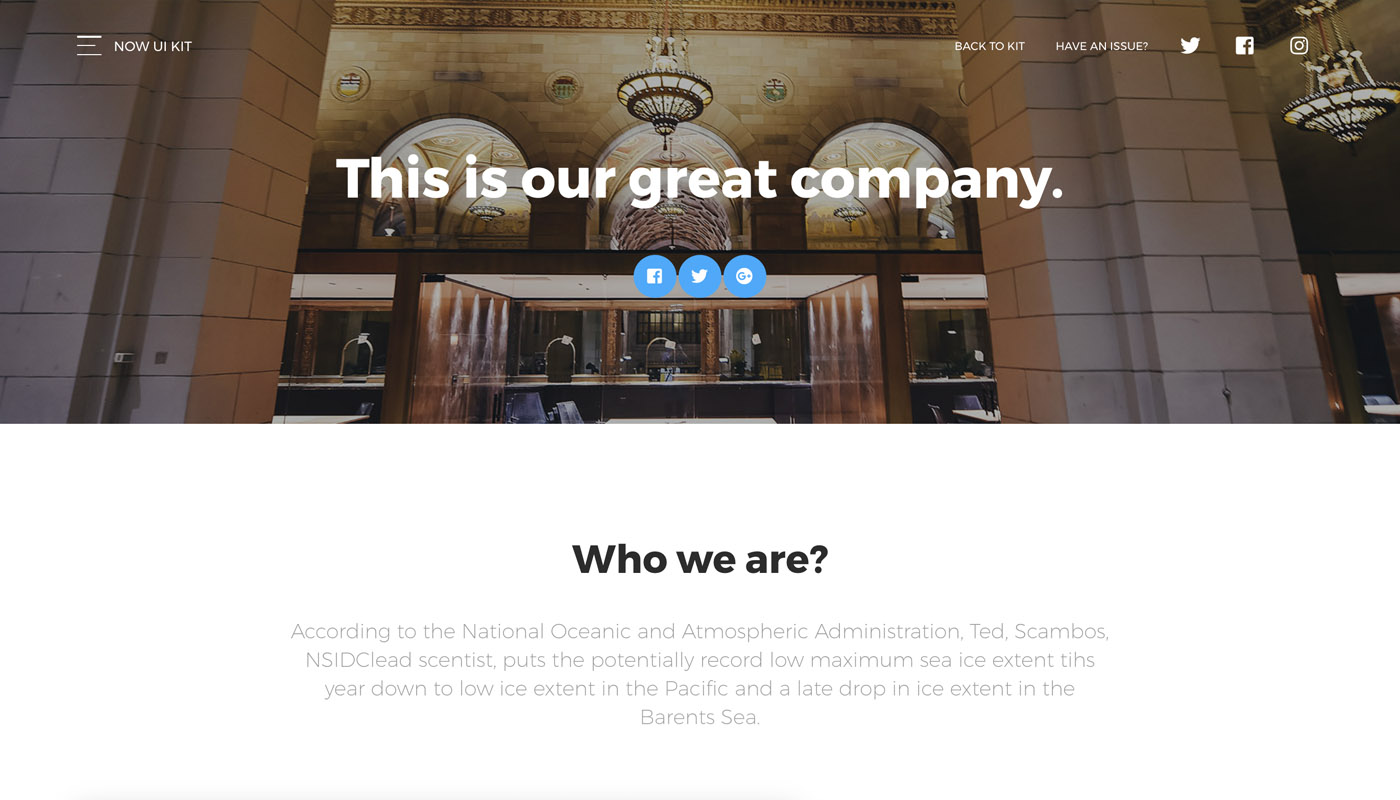 NOW UI KIT
BACK TO KIT
HAVE AN ISSUE?
This is our great company.
Who we are?
According to the National Oceanic and Atmospheric Administration, Ted, Scambos,
NSIDClead scentist, puts the potentially record low maximum sea ice extent tihs
year down to low ice extent in the Pacific and a late drop in ice extent in the
Barents Sea.